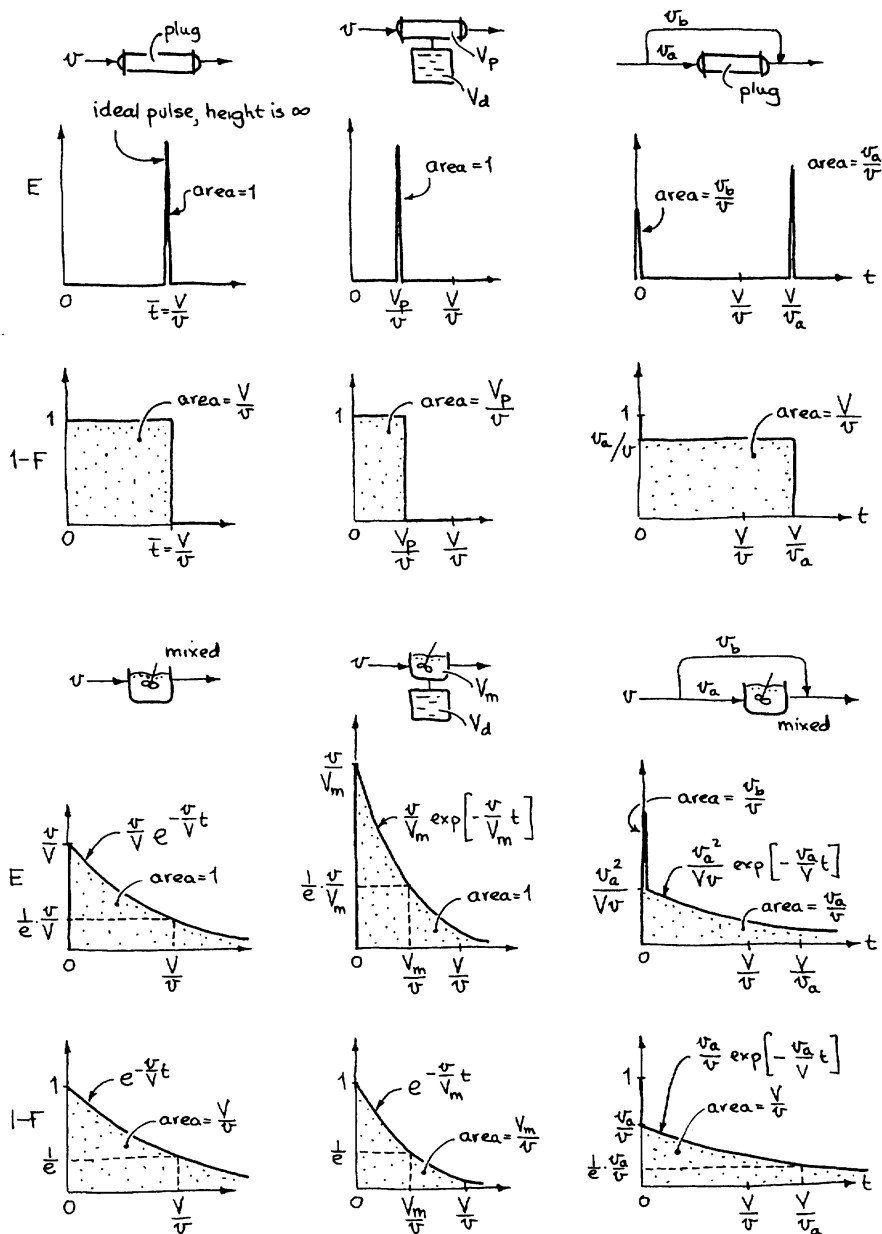 v plug
v V_p V_d
v_b v_a plug
ideal pulse, height is ∞
E area=1
0 t̄=V/v
area=1
0 V_p/v V/v
area=v_b/v area=v_a/v
0 V/v V/v_a t
1-F 1 area=V/v
0 t̄=V/v
1 area=V_p/v
0 V_p/v V/v
1 v_a/v area=V/v
0 V/v V/v_a t
v mixed
v V_m V_d
v v_b v_a mixed
E v/V v/V e^{-v/V t}
area=1
1/e·v/V
0 V/v
v/V_m v/V_m exp[-v/V_m t]
area=1
1/e·v/V_m
0 V_m/v V/v
area=v_b/v
v_a²/Vv v_a²/Vv exp[-v_a/V t]
area=v_a/v
0 V/v V/v_a t
1-F 1 e^{-v/V t}
area=V/v
1/e
0 V/v
1 e^{-v/V_m t}
area=V_m/v
1/e
0 V_m/v V/v
1 v_a/v exp[-v_a/V t]
area=V/v
v_a/v
1/e·v_a/v
0 V/v V/v_a t